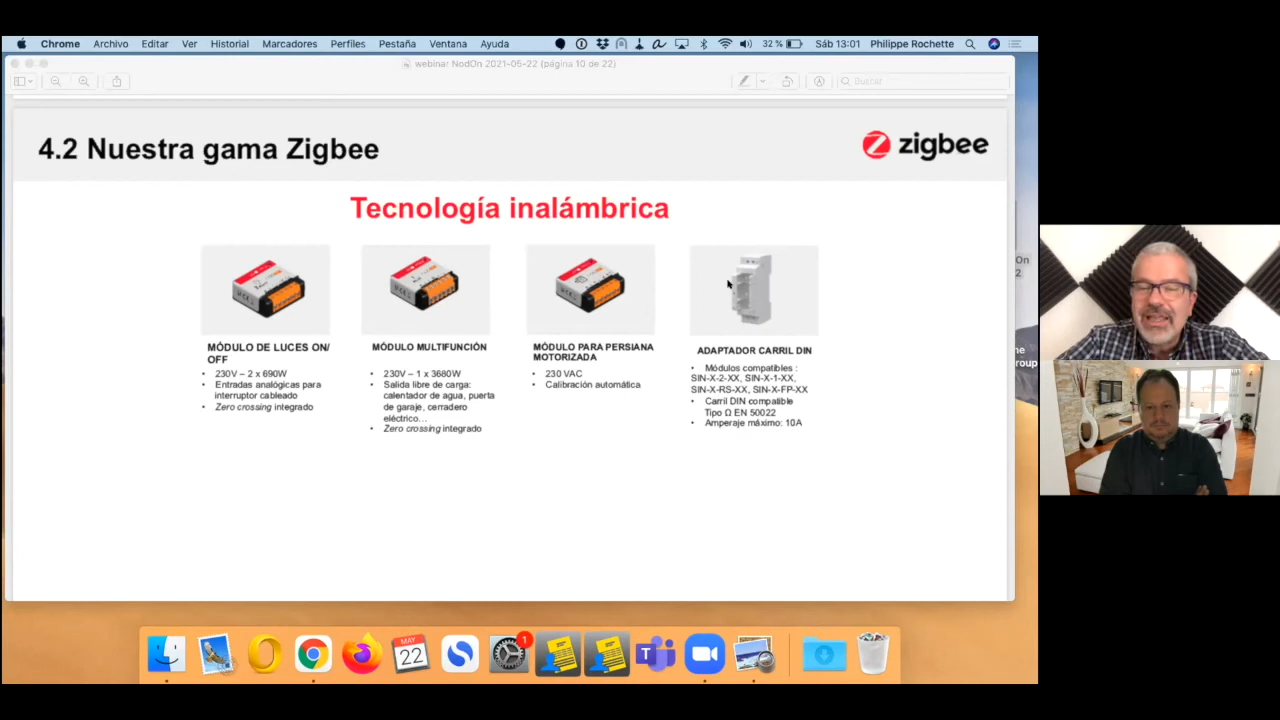 Chrome Archivo Editar Ver Historial Marcadores Perfiles Pestaña Ventana Ayuda 32 % Sáb 13:01 Philippe Rochette
webinar NodOn 2021-05-22 (página 10 de 22)
Buscar
4.2 Nuestra gama Zigbee
zigbee
Tecnología inalámbrica
MÓDULO DE LUCES ON/
OFF
• 230V – 2 x 690W
• Entradas analógicas para
interruptor cableado
• Zero crossing integrado
MÓDULO MULTIFUNCIÓN
• 230V – 1 x 3680W
• Salida libre de carga:
calentador de agua, puerta
de garaje, cerradero
eléctrico…
• Zero crossing integrado
MÓDULO PARA PERSIANA
MOTORIZADA
• 230 VAC
• Calibración automática
ADAPTADOR CARRIL DIN
• Módulos compatibles :
SIN-X-2-XX, SIN-X-1-XX,
SIN-X-RS-XX, SIN-X-FP-XX
• Carril DIN compatible
Tipo Ω EN 50022
• Amperaje máximo: 10A
On
2
roup
MAY
22
1
T